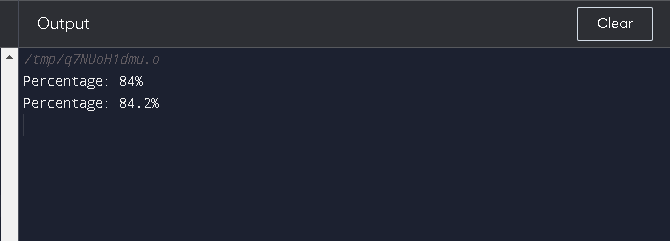 Output
Clear
/tmp/q7NUoH1dmu.o
Percentage: 84%
Percentage: 84.2%